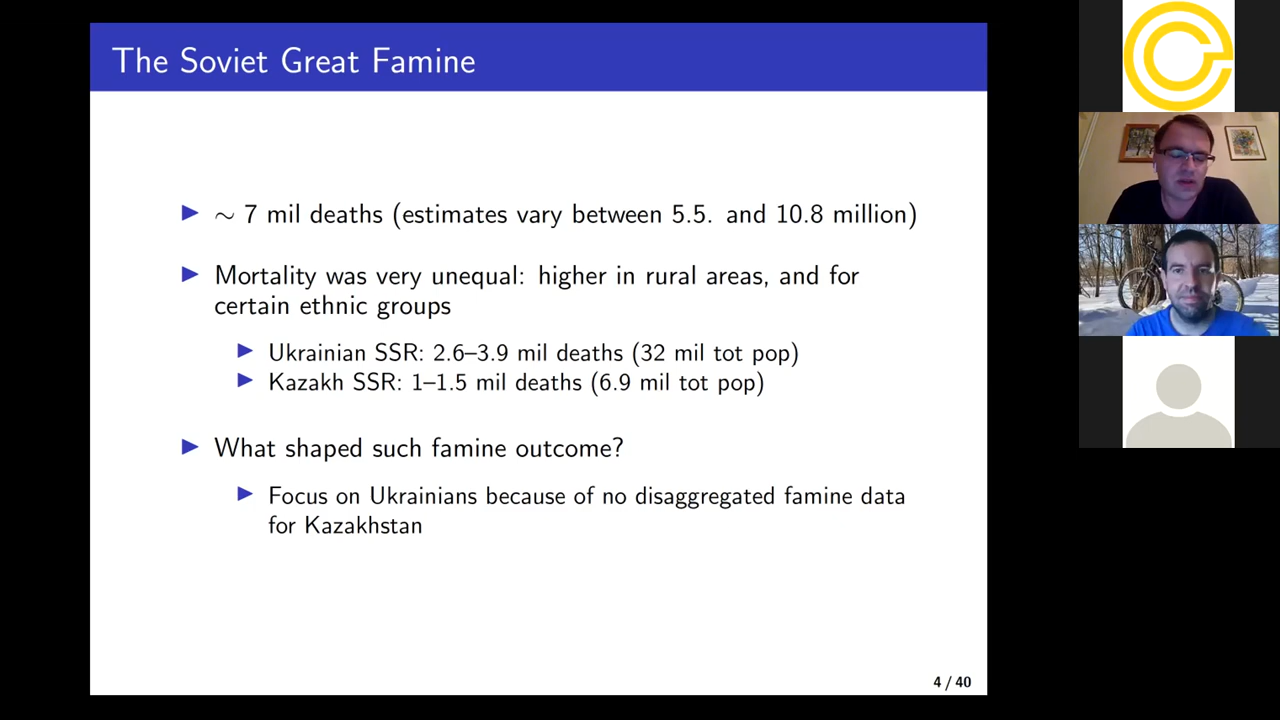 The Soviet Great Famine
▶ ∼ 7 mil deaths (estimates vary between 5.5. and 10.8 million)
▶ Mortality was very unequal: higher in rural areas, and for
certain ethnic groups
▶ Ukrainian SSR: 2.6–3.9 mil deaths (32 mil tot pop)
▶ Kazakh SSR: 1–1.5 mil deaths (6.9 mil tot pop)
▶ What shaped such famine outcome?
▶ Focus on Ukrainians because of no disaggregated famine data
for Kazakhstan
4 / 40